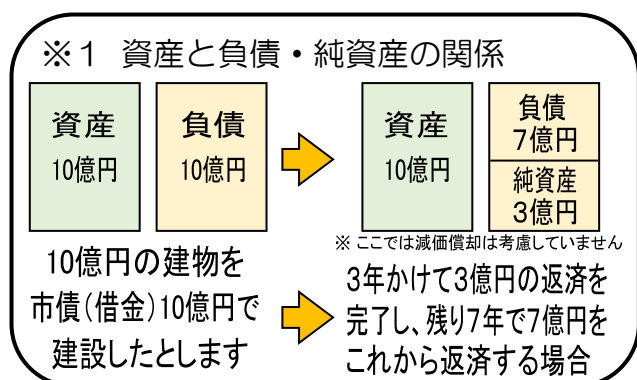 ※１ 資産と負債・純資産の関係
資産
10億円
負債
10億円
資産
10億円
負債
7億円
純資産
3億円
※ ここでは減価償却は考慮していません
10億円の建物を
市債(借金)10億円で
建設したとします
3年かけて3億円の返済を
完了し、残り7年で7億円を
これから返済する場合